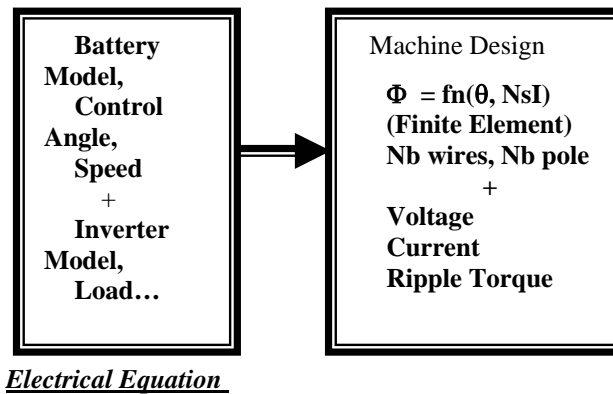 Battery
Model,
Control
Angle,
Speed
+
Inverter
Model,
Load…
Machine Design
Φ = fn(θ, NsI)
(Finite Element)
Nb wires, Nb pole
+
Voltage
Current
Ripple Torque
Electrical Equation